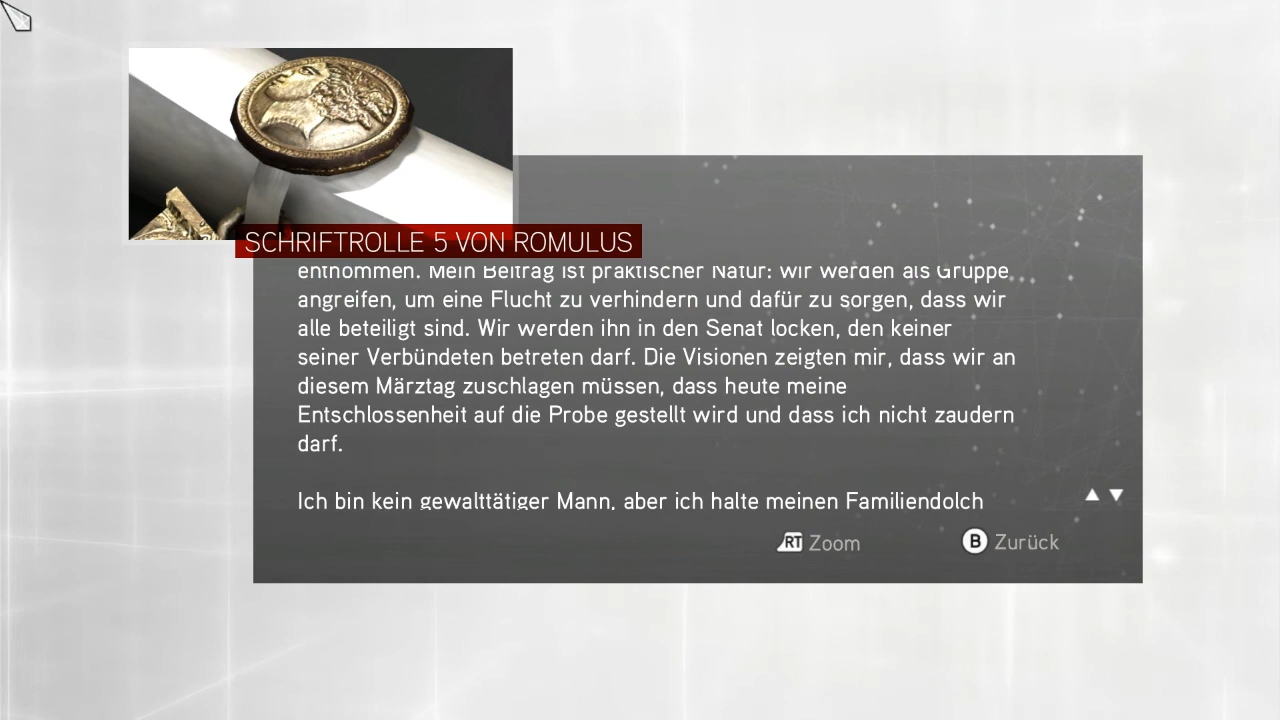 SCHRIFTROLLE 5 VON ROMULUS
entnommen. Mein Beitrag ist praktischer Natur: wir werden als Gruppe
angreifen, um eine Flucht zu verhindern und dafür zu sorgen, dass wir
alle beteiligt sind. Wir werden ihn in den Senat locken, den keiner
seiner Verbündeten betreten darf. Die Visionen zeigten mir, dass wir an
diesem Märztag zuschlagen müssen, dass heute meine
Entschlossenheit auf die Probe gestellt wird und dass ich nicht zaudern
darf.
Ich bin kein gewalttätiger Mann, aber ich halte meinen Familiendolch
RT Zoom
B Zurück